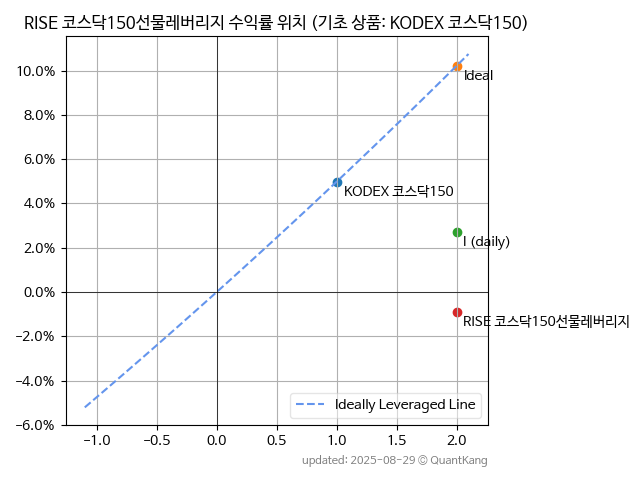 RISE 코스닥150선물레버리지 수익률 위치 (기초 상품: KODEX 코스닥150)
10.0%
8.0%
6.0%
4.0%
2.0%
0.0%
−2.0%
−4.0%
−6.0%
Ideal
KODEX 코스닥150
I (daily)
RISE 코스닥150선물레버리지
Ideally Leveraged Line
−1.0 −0.5 0.0 0.5 1.0 1.5 2.0
updated: 2025-08-29 © QuantKang